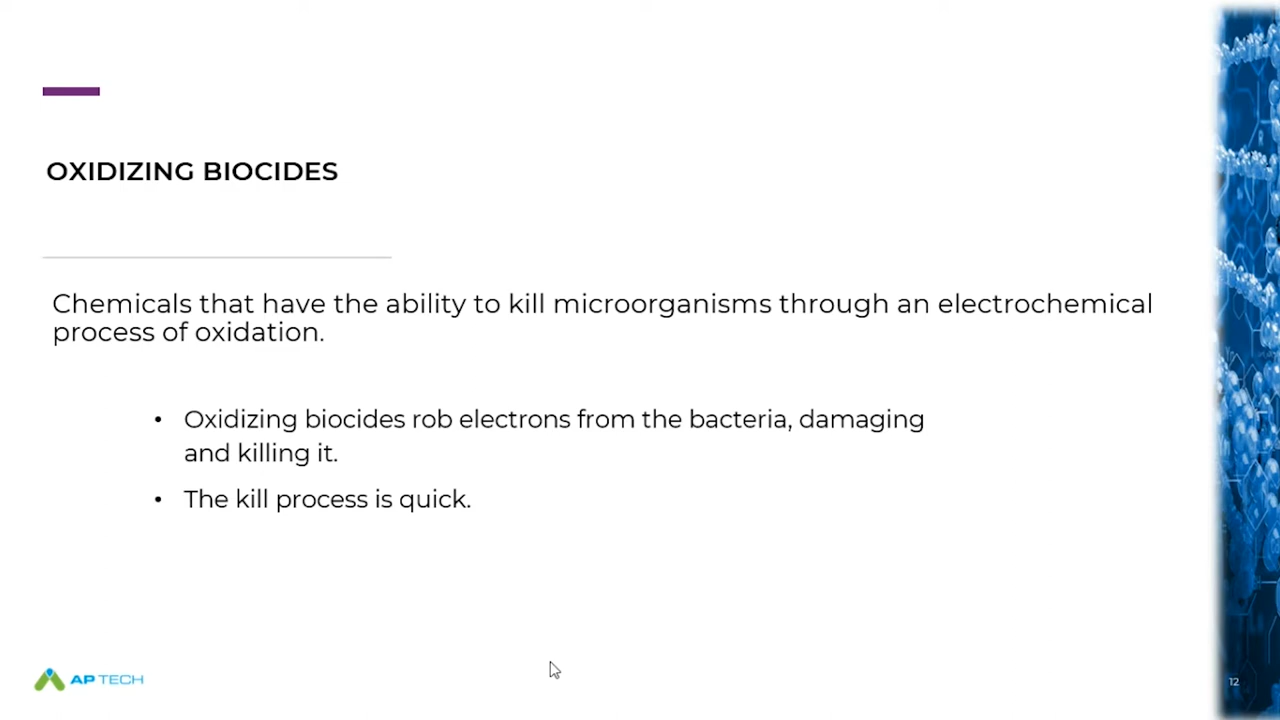 OXIDIZING BIOCIDES
Chemicals that have the ability to kill microorganisms through an electrochemical
process of oxidation.
• Oxidizing biocides rob electrons from the bacteria, damaging
and killing it.
• The kill process is quick.
AP TECH
12